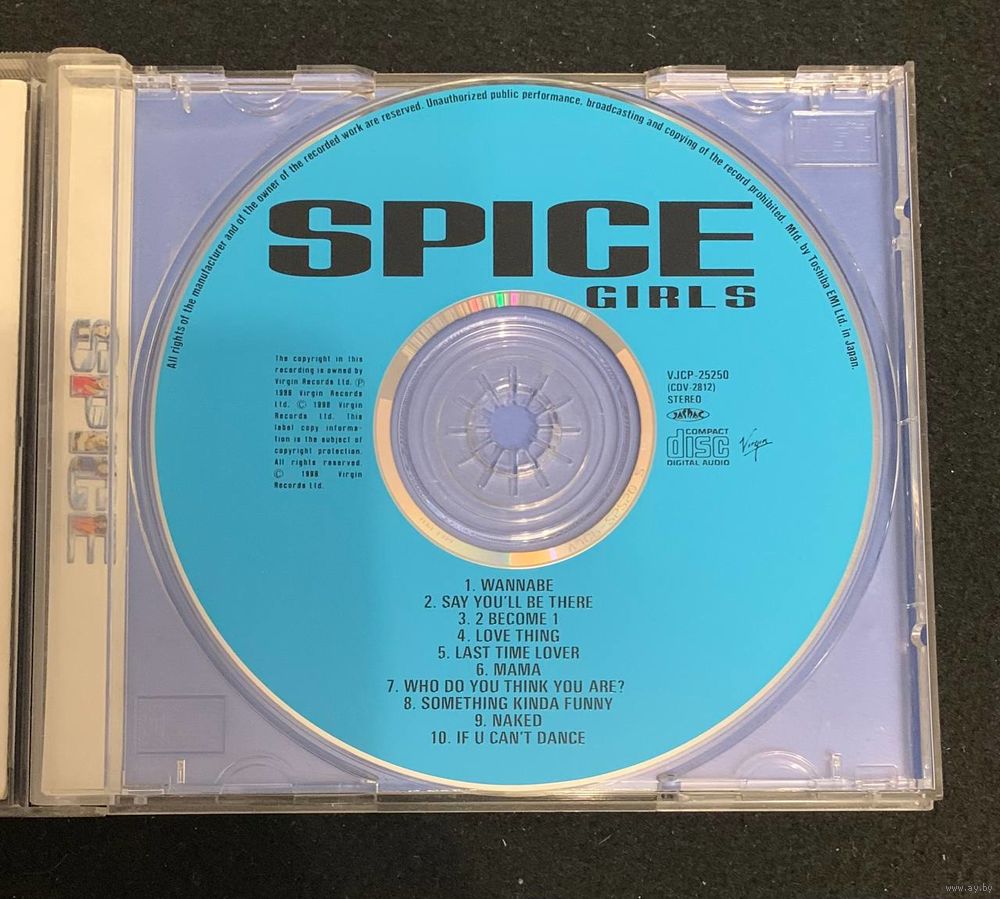 All rights of the manufacturer and of the owner of the recorded work are reserved. Unauthorized public performance, broadcasting and copying of the record prohibited. Mfd. by Toshiba EMI Ltd. in Japan.
SPICE
GIRLS
SPICE
The copyright in this
recording is owned by
Virgin Records Ltd. Ⓟ
1996 Virgin Records
Ltd. © 1996 Virgin
Records Ltd. This
label copy informa-
tion is the subject of
copyright protection.
All rights reserved.
© 1996 Virgin
Records Ltd.
VJCP-25250
(CDV-2812)
STEREO
JASRAC
COMPACT
disc
DIGITAL AUDIO
Virgin
1. WANNABE
2. SAY YOU'LL BE THERE
3. 2 BECOME 1
4. LOVE THING
5. LAST TIME LOVER
6. MAMA
7. WHO DO YOU THINK YOU ARE?
8. SOMETHING KINDA FUNNY
9. NAKED
10. IF U CAN'T DANCE
www.ay.by